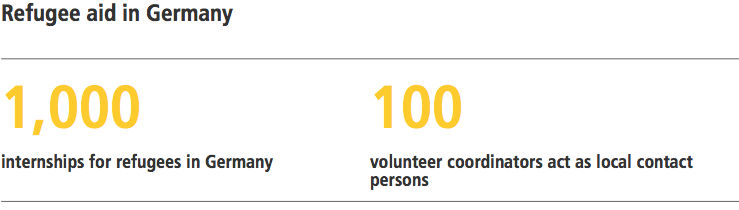 Refugee aid in Germany
1,000
internships for refugees in Germany
100
volunteer coordinators act as local contact
persons